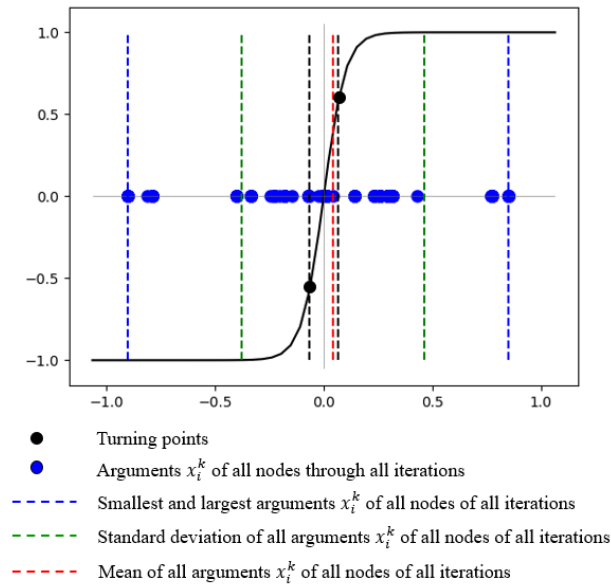 1.0
0.5
0.0
−0.5
−1.0
−1.0 −0.5 0.0 0.5 1.0
Turning points
Arguments x_i^k of all nodes through all iterations
Smallest and largest arguments x_i^k of all nodes of all iterations
Standard deviation of all arguments x_i^k of all nodes of all iterations
Mean of all arguments x_i^k of all nodes of all iterations